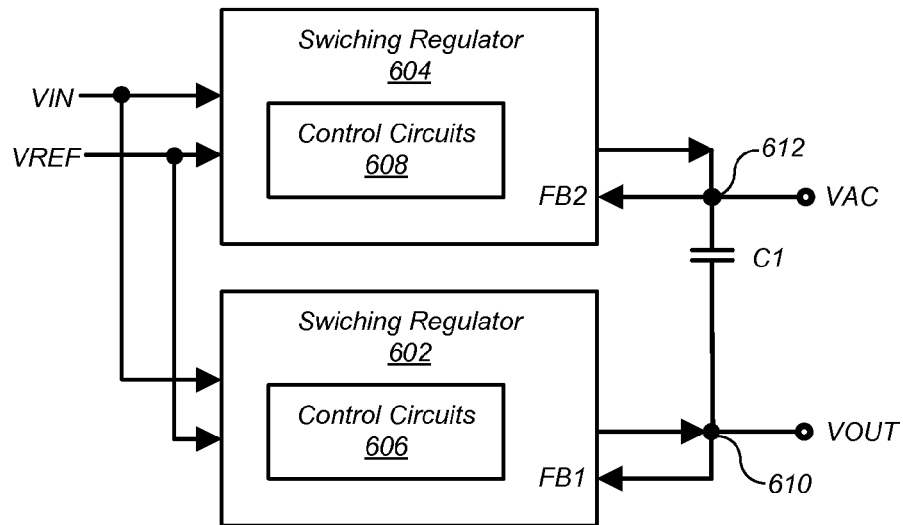 Swiching Regulator
604
VIN
Control Circuits
608
VREF
612
FB2
VAC
C1
Swiching Regulator
602
Control Circuits
606
VOUT
FB1
610